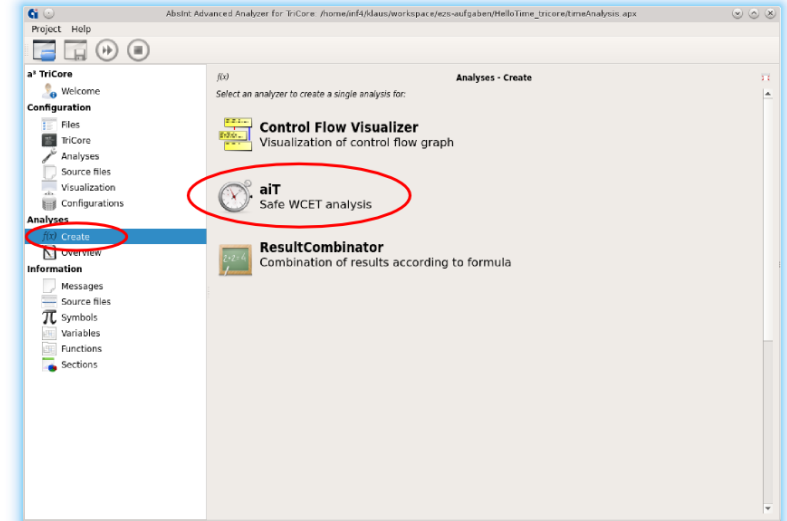 AbsInt Advanced Analyzer for TriCore: /home/inf4/klaus/workspace/ezs-aufgaben/HelloTime_tricore/timeAnalysis.apx
Project Help
a³ TriCore
Welcome
Configuration
Files
TriCore
Analyses
Source files
Visualization
Configurations
Analyses
f(x) Create
Overview
Information
Messages
Source files
Symbols
Variables
Functions
Sections
f(x) Analyses - Create
Select an analyzer to create a single analysis for:
Control Flow Visualizer
Visualization of control flow graph
aiT
Safe WCET analysis
ResultCombinator
Combination of results according to formula